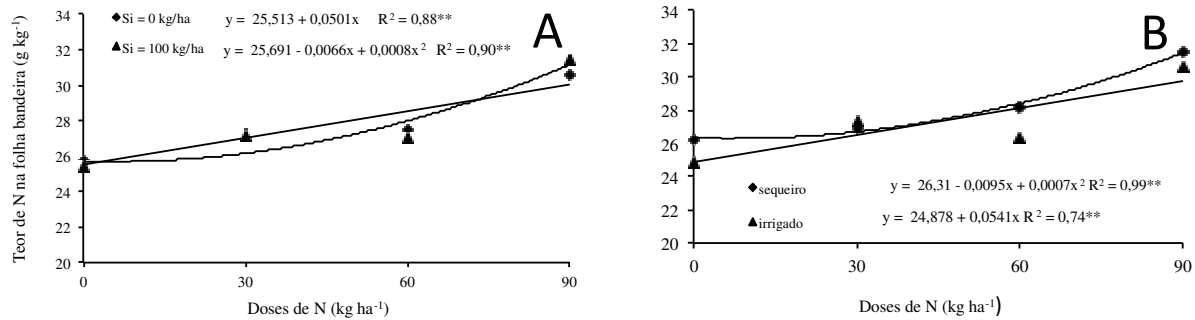 A
Si = 0 kg/ha y = 25,513 + 0,0501x R² = 0,88**
Si = 100 kg/ha y = 25,691 - 0,0066x + 0,0008x² R² = 0,90**
Teor de N na folha bandeira (g kg⁻¹)
34
32
30
28
26
24
22
20
0 30 60 90
Doses de N (kg ha⁻¹)
B
34
32
30
28
26
24
22
20
sequeiro y = 26,31 - 0,0095x + 0,0007x² R² = 0,99**
irrigado y = 24,878 + 0,0541x R² = 0,74**
0 30 60 90
Doses de N (kg ha⁻¹)